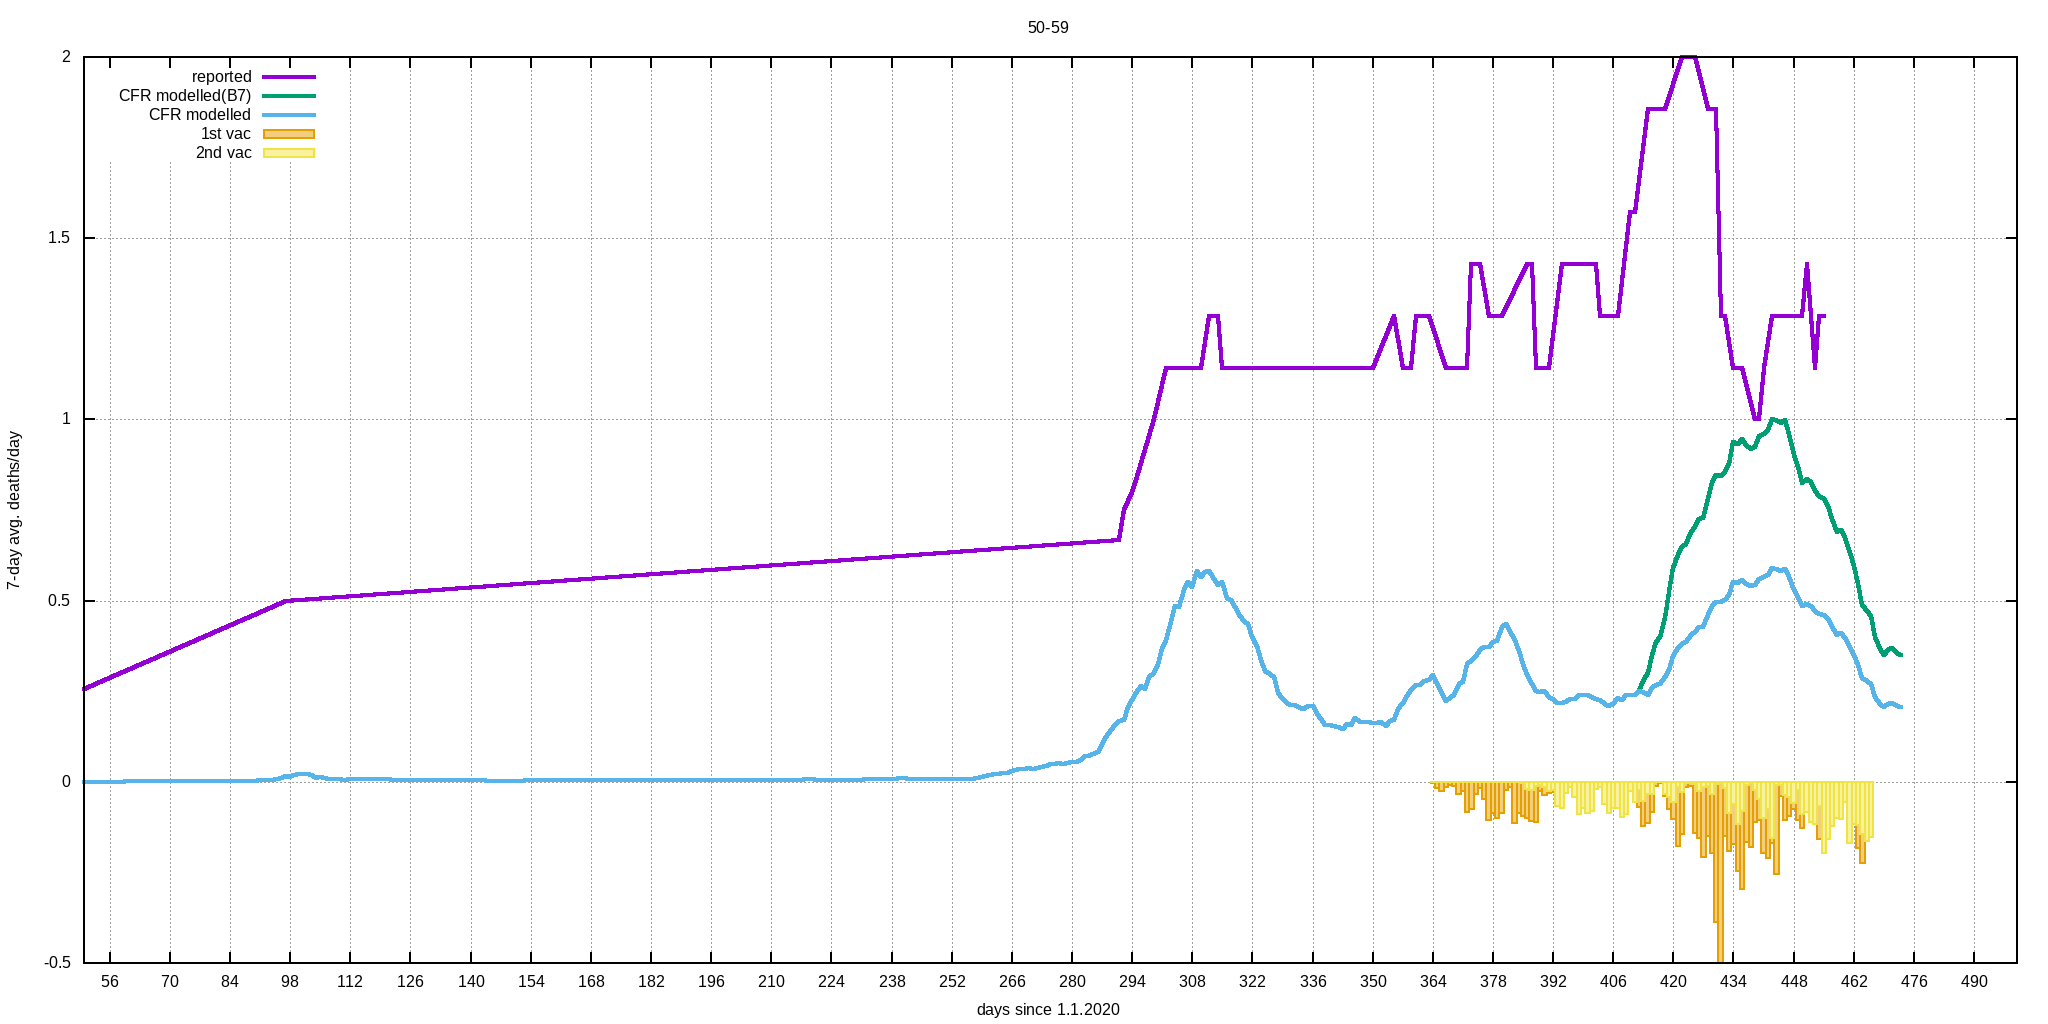 50-59
reported
CFR modelled(B7)
CFR modelled
1st vac
2nd vac
2
1.5
1
0.5
0
-0.5
7-day avg. deaths/day
56 70 84 98 112 126 140 154 168 182 196 210 224 238 252 266 280 294 308 322 336 350 364 378 392 406 420 434 448 462 476 490
days since 1.1.2020